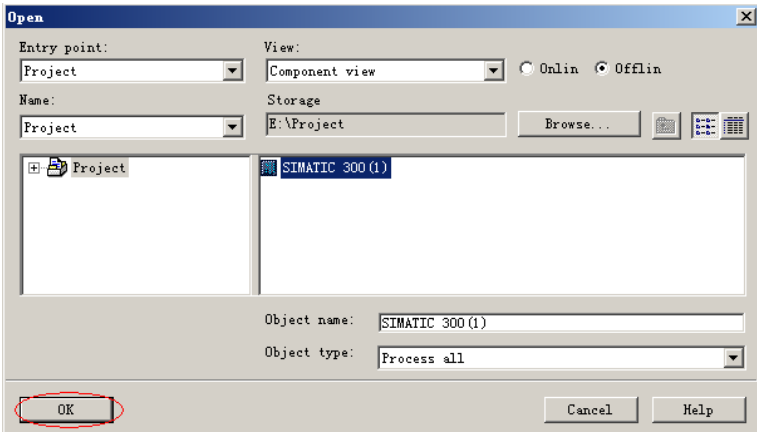 Open
Entry point:
View:
Project
Component view
Onlin
Offlin
Name:
Storage
Project
E:\Project
Browse...
Project
SIMATIC 300(1)
Object name:
SIMATIC 300(1)
Object type:
Process all
OK
Cancel
Help